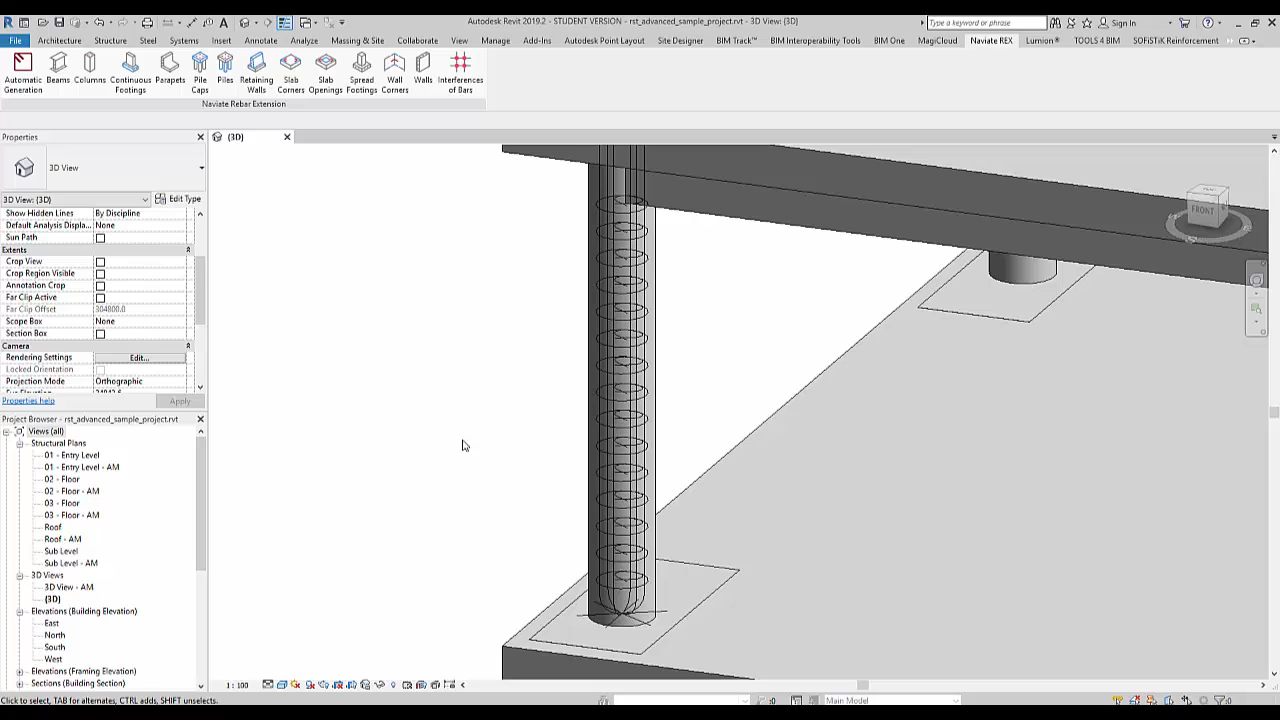 Autodesk Revit 2019.2 - STUDENT VERSION - rst_advanced_sample_project.rvt - 3D View: {3D}
Type a keyword or phrase
Sign In
File Architecture Structure Steel Systems Insert Annotate Analyze Massing & Site Collaborate View Manage Add-Ins Autodesk Point Layout Site Designer BIM Track™ BIM Interoperability Tools BIM One MagiCloud Naviate REX Lumion® TOOLS 4 BIM SOFiSTiK Reinforcement
Automatic Generation
Beams
Columns
Continuous Footings
Parapets
Pile Caps
Piles
Retaining Walls
Slab Corners
Slab Openings
Spread Footings
Wall Corners
Walls
Interferences of Bars
Naviate Rebar Extension
Properties
{3D}
3D View
3D View: {3D}
Edit Type
Show Hidden Lines By Discipline
Default Analysis Displa... None
Sun Path
Extents
Crop View
Crop Region Visible
Annotation Crop
Far Clip Active
Far Clip Offset 304800.0
Scope Box None
Section Box
Camera
Rendering Settings Edit...
Locked Orientation
Projection Mode Orthographic
Properties help
Apply
Project Browser - rst_advanced_sample_project.rvt
Views (all)
Structural Plans
01 - Entry Level
01 - Entry Level - AM
02 - Floor
02 - Floor - AM
03 - Floor
03 - Floor - AM
Roof
Roof - AM
Sub Level
Sub Level - AM
3D Views
3D View - AM
{3D}
Elevations (Building Elevation)
East
North
South
West
Elevations (Framing Elevation)
Sections (Building Section)
FRONT
1 : 100
Click to select, TAB for alternates, CTRL adds, SHIFT unselects.
:0
Main Model
:0